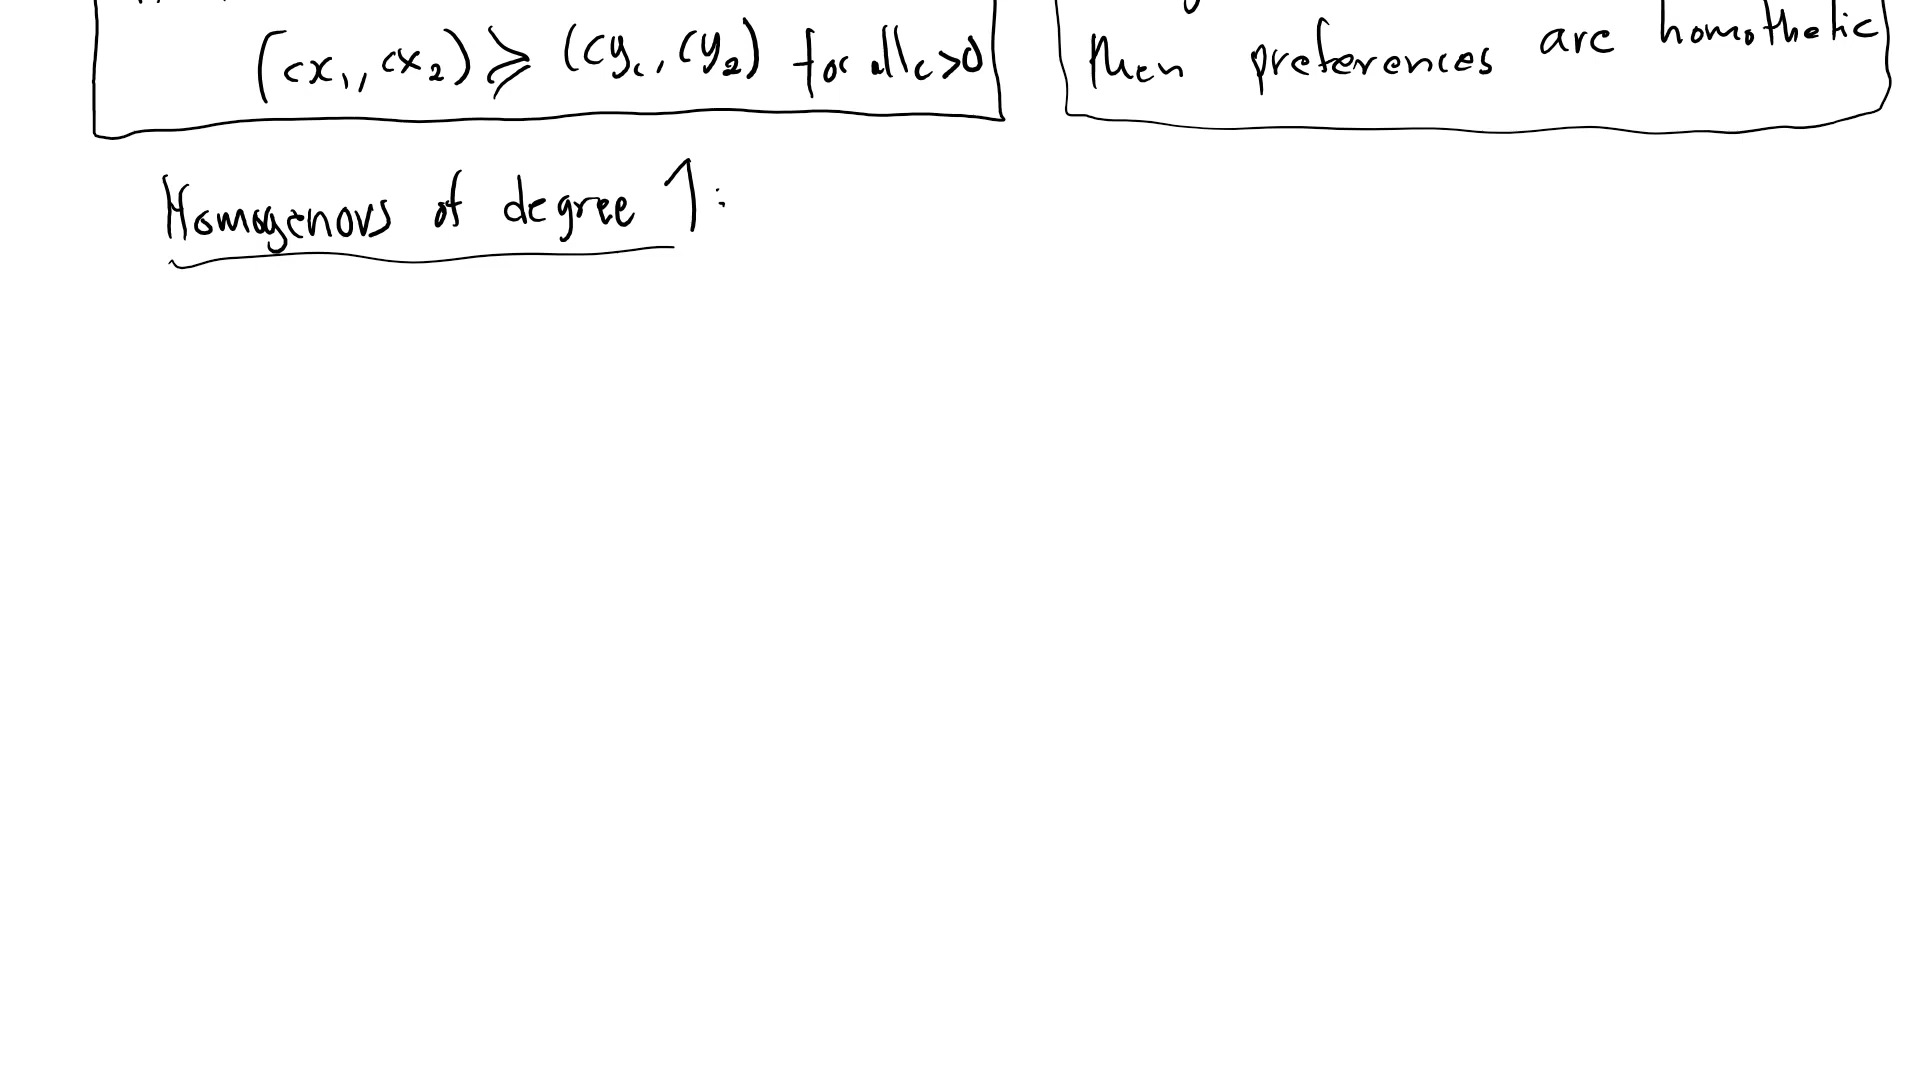 (cx₁, cx₂) ≽ (cy₁, cy₂) for all c>0
then preferences are homothetic
Homogenous of degree 1: